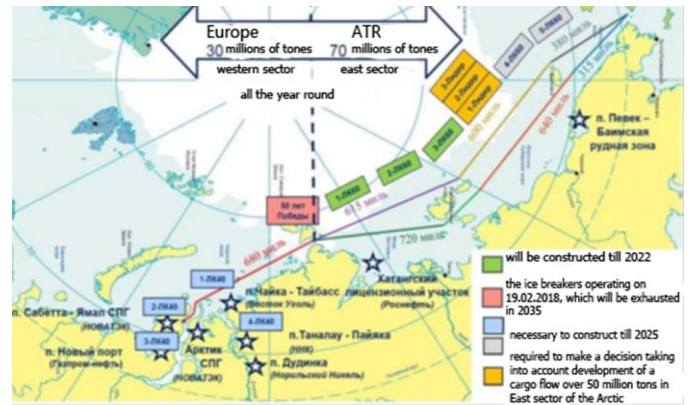 Europe
ATR
30 millions of tones
70 millions of tones
western sector
east sector
all the year round
5-ЛК60
4-ЛК60
3-Лидер
2-Лидер
1-Лидер
3-ЛК60
2-ЛК60
1-ЛК60
50 лет
Победы
380 миль
315 миль
600 миль
640 миль
615 миль
720 миль
680 миль
п. Певек –
Баимская
рудная зона
1-ЛК40
2-ЛК40
3-ЛК40
4-ЛК40
п. Чайка - Тайбасс
(Восток Уголь)
Хатангский
лицензионный участок
(Роснефть)
п. Сабетта - Ямал СПГ
(НОВАТЭК)
п. Новый порт
(Газпром-нефть)
Арктик
СПГ
(НОВАТЭК)
п. Таналау - Пайяха
(ННК)
п. Дудинка
(Норильский Никель)
will be constructed till 2022
the ice breakers operating on
19.02.2018, which will be exhausted
in 2035
necessary to construct till 2025
required to make a decision taking
into account development of a
cargo flow over 50 million tons in
East sector of the Arctic